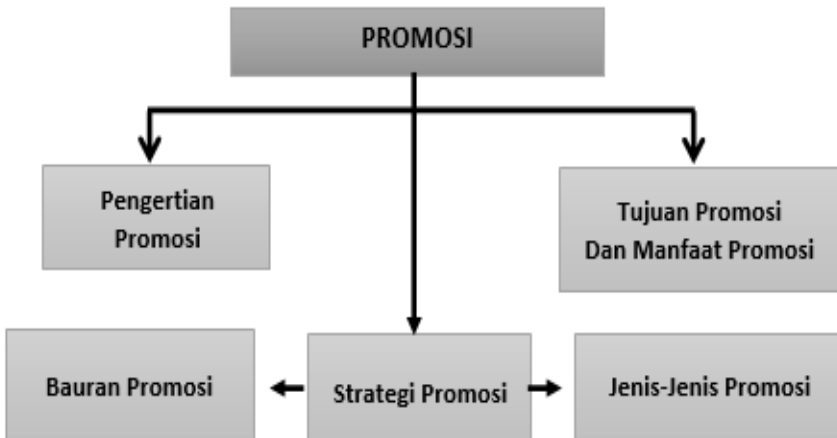 PROMOSI
Pengertian
Promosi
Tujuan Promosi
Dan Manfaat Promosi
Bauran Promosi
Strategi Promosi
Jenis-Jenis Promosi